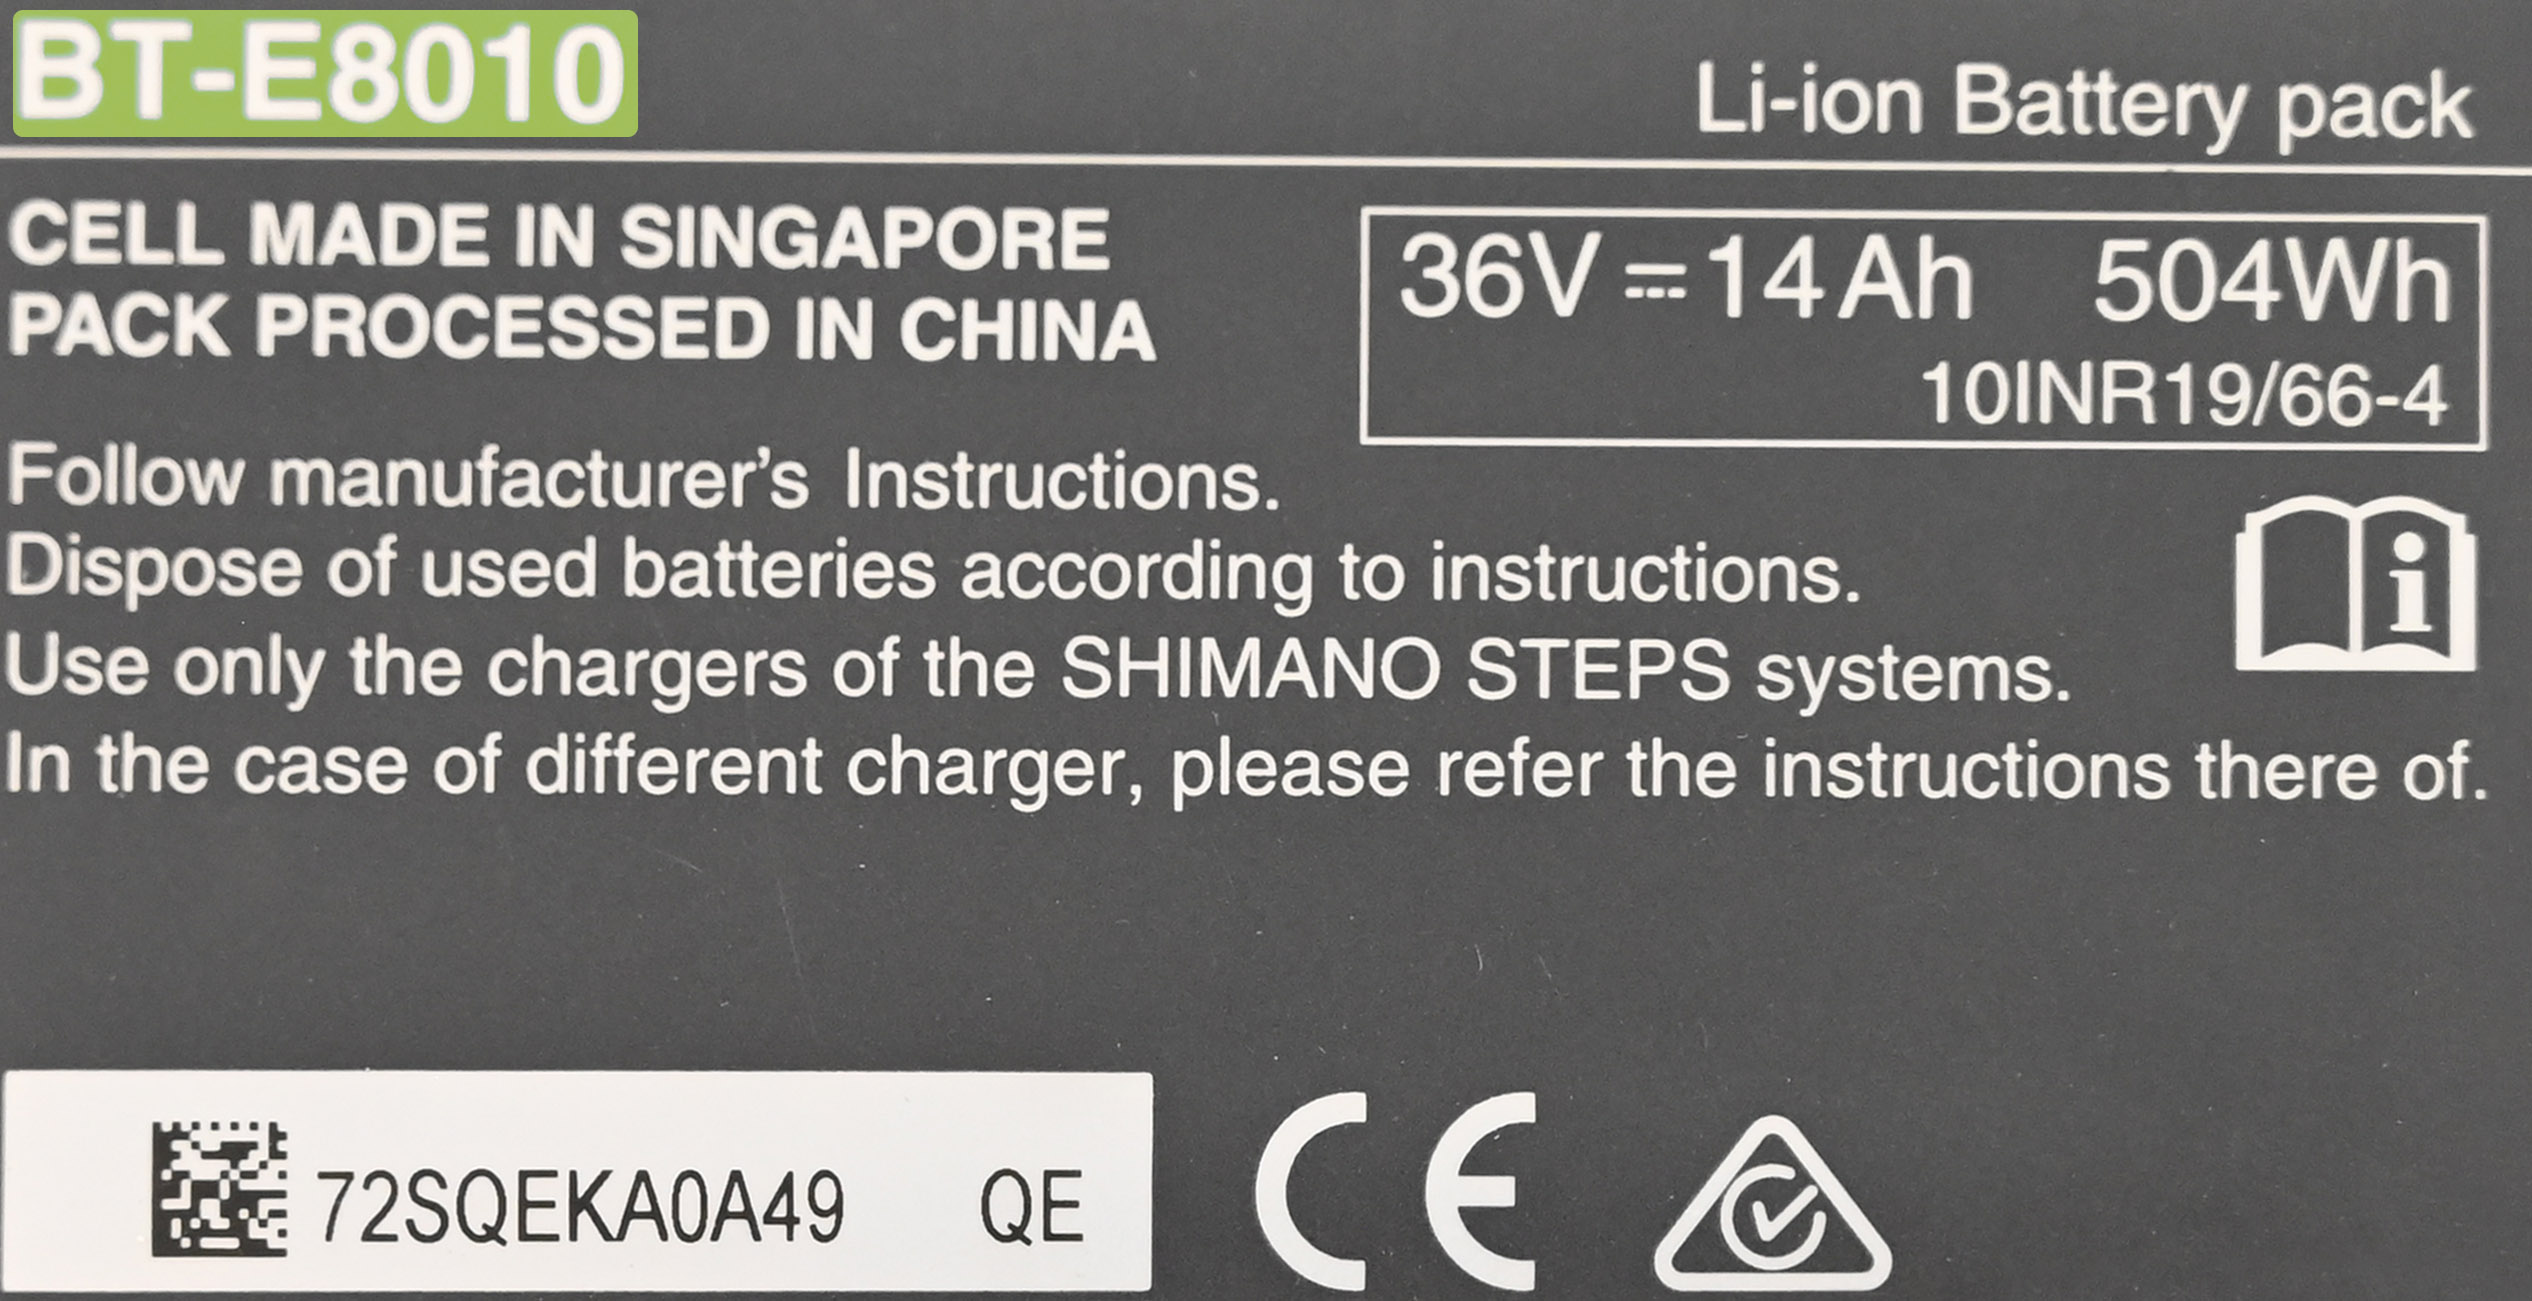 BT-E8010
Li-ion Battery pack
CELL MADE IN SINGAPORE
PACK PROCESSED IN CHINA
36V ⎓ 14Ah 504Wh
10INR19/66-4
Follow manufacturer’s Instructions.
Dispose of used batteries according to instructions.
Use only the chargers of the SHIMANO STEPS systems.
In the case of different charger, please refer the instructions there of.
72SQEKA0A49 QE
CE